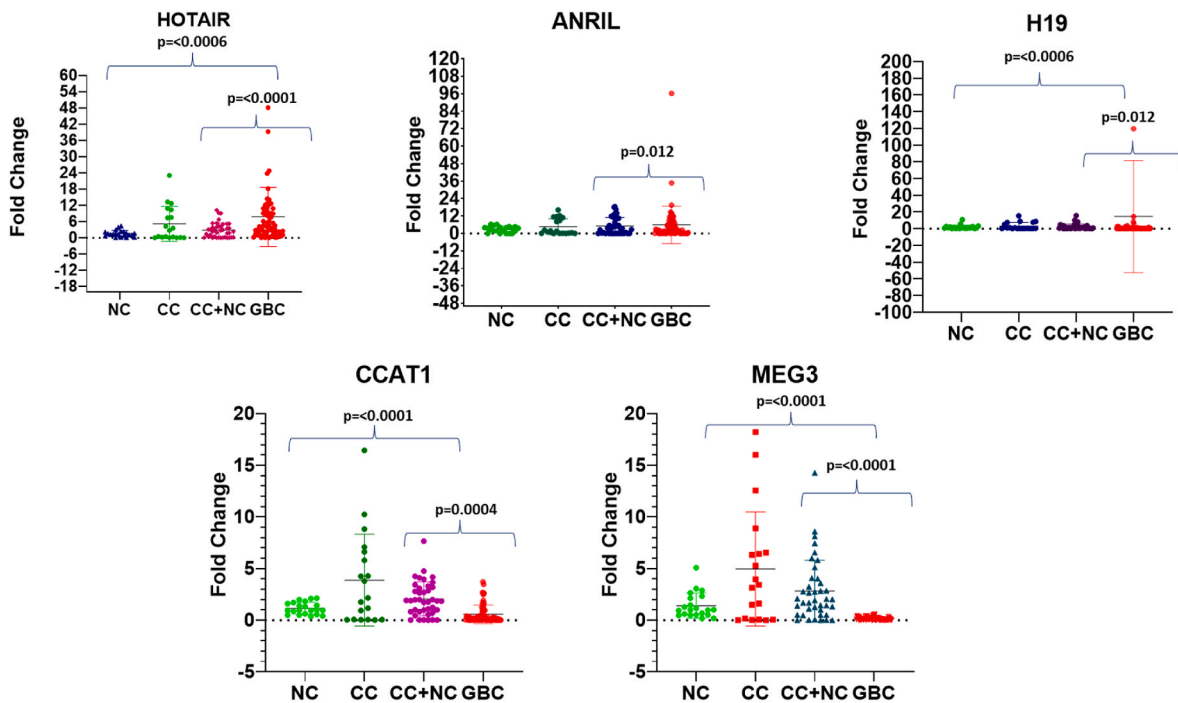 HOTAIR
p=<0.0006
p=<0.0001
Fold Change
60
54
48
42
36
30
24
18
12
6
0
-6
-12
-18
NC CC CC+NC GBC
ANRIL
p=0.012
Fold Change
120
108
96
84
72
60
48
36
24
12
0
-12
-24
-36
-48
NC CC CC+NC GBC
H19
p=<0.0006
p=0.012
Fold Change
200
180
160
140
120
100
80
60
40
20
0
-20
-40
-60
-80
-100
NC CC CC+NC GBC
CCAT1
p=<0.0001
p=0.0004
Fold Change
20
15
10
5
0
-5
NC CC CC+NC GBC
MEG3
p=<0.0001
p=<0.0001
Fold Change
20
15
10
5
0
-5
NC CC CC+NC GBC